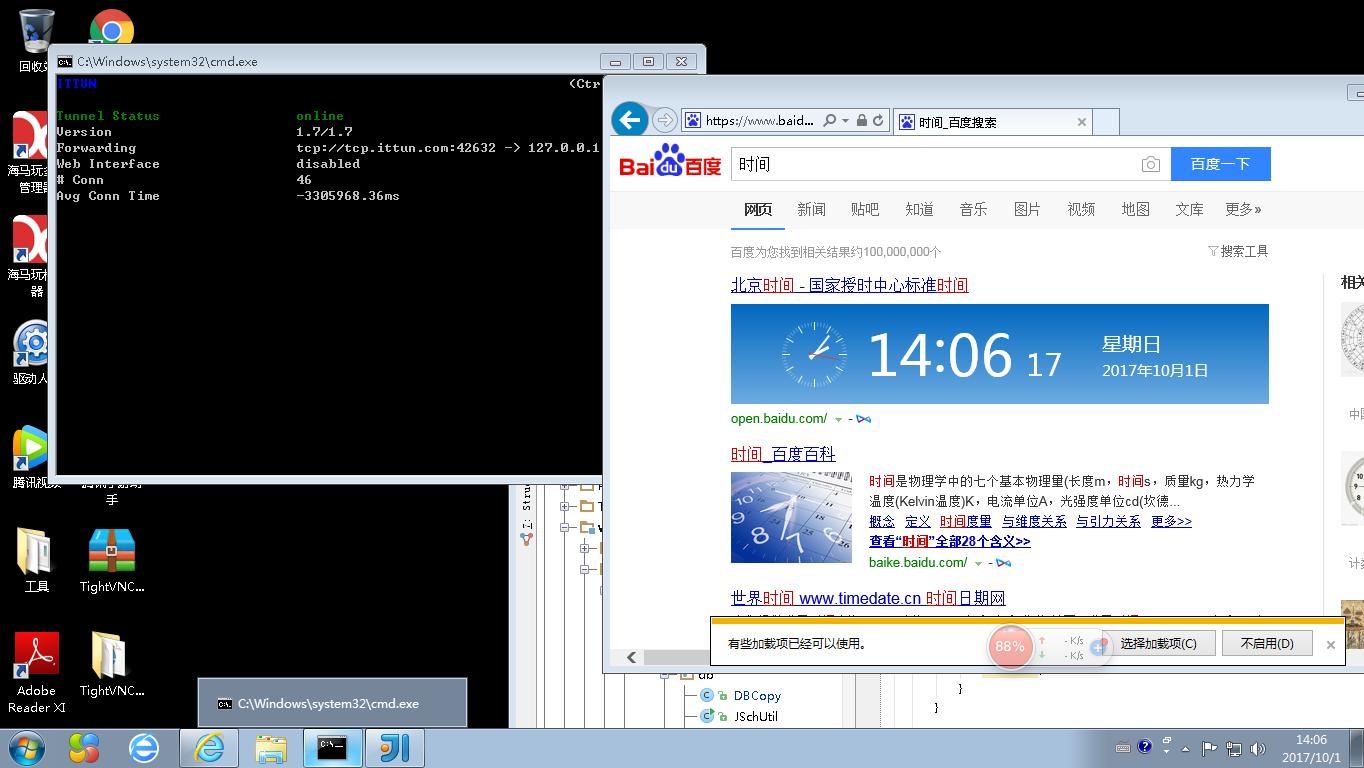 回收
C:\Windows\system32\cmd.exe
ITTUN
(Ctr
Tunnel Status online
Version 1.7/1.7
Forwarding tcp://tcp.ittun.com:42632 -> 127.0.0.1
Web Interface disabled
# Conn 46
Avg Conn Time -3305968.36ms
海马玩
管理器
海马玩
器
驱动人
腾讯视频
手
工具
TightVNC...
Adobe
Reader XI
TightVNC...
https://www.baid...
时间_百度搜索
Bai du 百度
时间
百度一下
网页 新闻 贴吧 知道 音乐 图片 视频 地图 文库 更多»
百度为您找到相关结果约100,000,000个
搜索工具
北京时间 - 国家授时中心标准时间
相关
14:06 17
星期日
2017年10月1日
open.baidu.com/ -
时间_百度百科
时间是物理学中的七个基本物理量(长度m，时间s，质量kg，热力学
温度(Kelvin温度)K，电流单位A，光强度单位cd(坎德...
概念 定义 时间度量 与维度关系 与引力关系 更多>>
查看“时间”全部28个含义>>
baike.baidu.com/ -
中国
计数
世界时间 www.timedate.cn 时间日期网
有些加载项已经可以使用。
88%
- K/s
- K/s
选择加载项(C)
不启用(D)
Z: Struc
db
DBCopy
JSchUtil
}
}
C:\Windows\system32\cmd.exe
14:06
2017/10/1